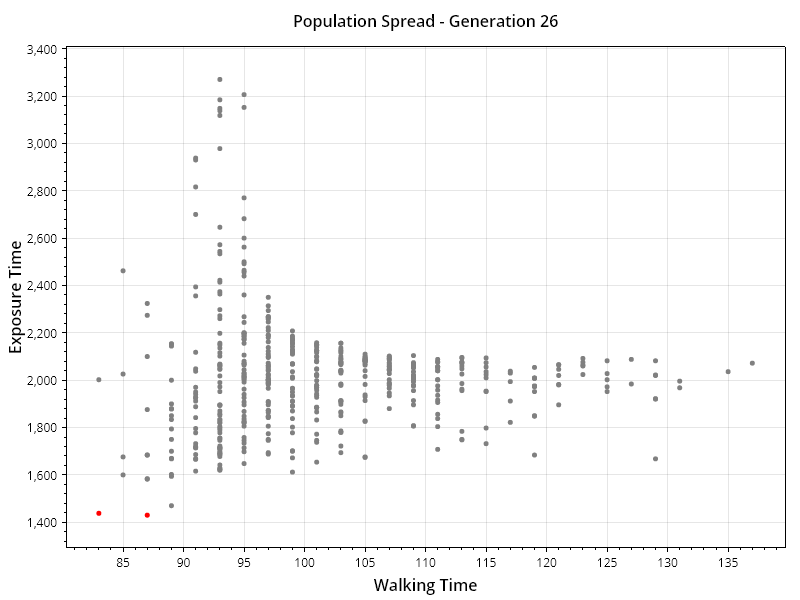 Population Spread - Generation 26
3,400
3,200
3,000
2,800
2,600
2,400
2,200
2,000
1,800
1,600
1,400
Exposure Time
85 90 95 100 105 110 115 120 125 130 135
Walking Time